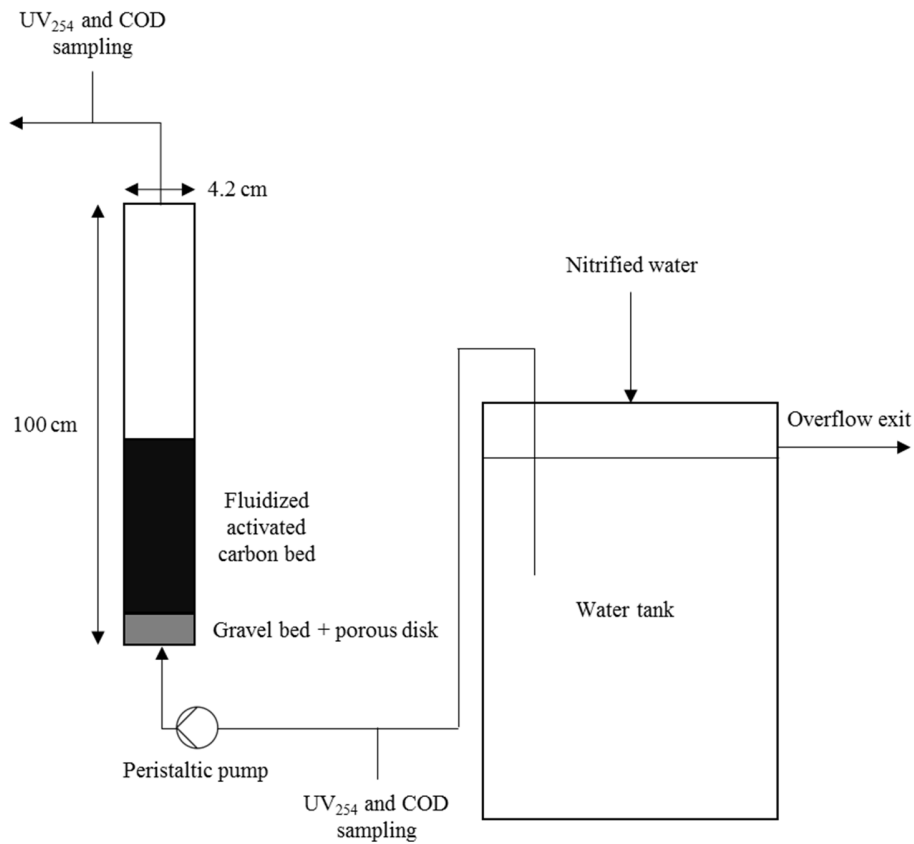 UV254 and COD
sampling
4.2 cm
Nitrified water
100 cm
Overflow exit
Fluidized
activated
carbon bed
Water tank
Gravel bed + porous disk
Peristaltic pump
UV254 and COD
sampling